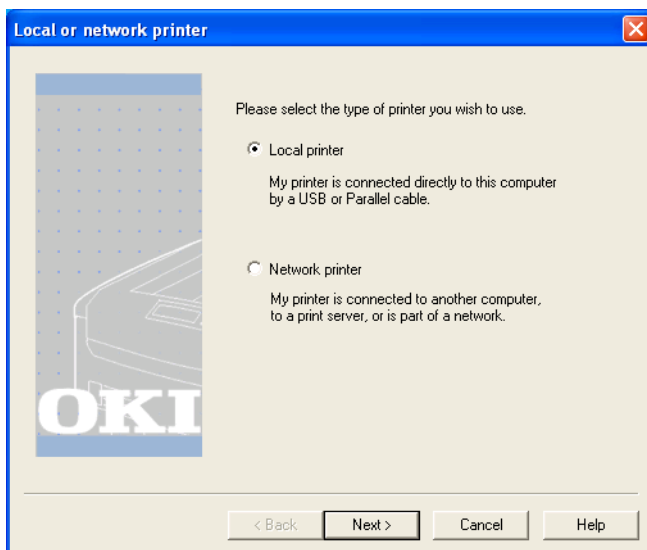 Local or network printer
Please select the type of printer you wish to use.
Local printer
My printer is connected directly to this computer
by a USB or Parallel cable.
Network printer
My printer is connected to another computer,
to a print server, or is part of a network.
OKI
< Back Next > Cancel Help